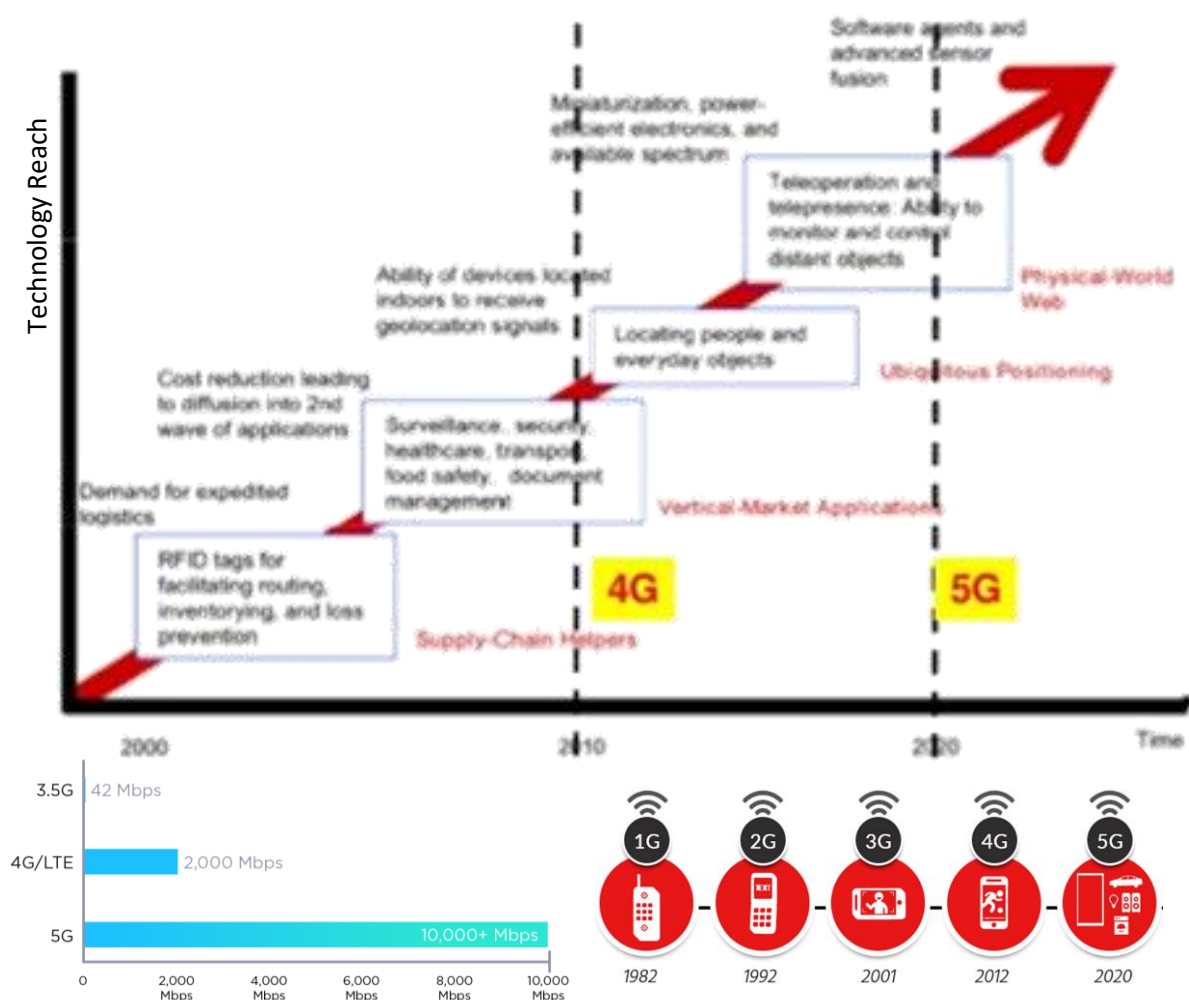 Software agents and
advanced sensor
fusion
Miniaturization, power-
efficient electronics, and
available spectrum
Technology Reach
Teleoperation and
telepresence: Ability to
monitor and control
distant objects
Physical-World
Web
Ability of devices located
indoors to receive
geolocation signals
Locating people and
everyday objects
Ubiquitous Positioning
Cost reduction leading
to diffusion into 2nd
wave of applications
Surveillance, security,
healthcare, transport,
food safety, document
management
Vertical-Market Applications
Demand for expedited
logistics
RFID tags for
facilitating routing,
inventorying, and loss
prevention
Supply-Chain Helpers
4G
5G
2000
2010
2020
Time
3.5G
42 Mbps
4G/LTE
2,000 Mbps
5G
10,000+ Mbps
0
2,000
Mbps
4,000
Mbps
6,000
Mbps
8,000
Mbps
10,000
Mbps
1G
2G
3G
4G
5G
1982
1992
2001
2012
2020